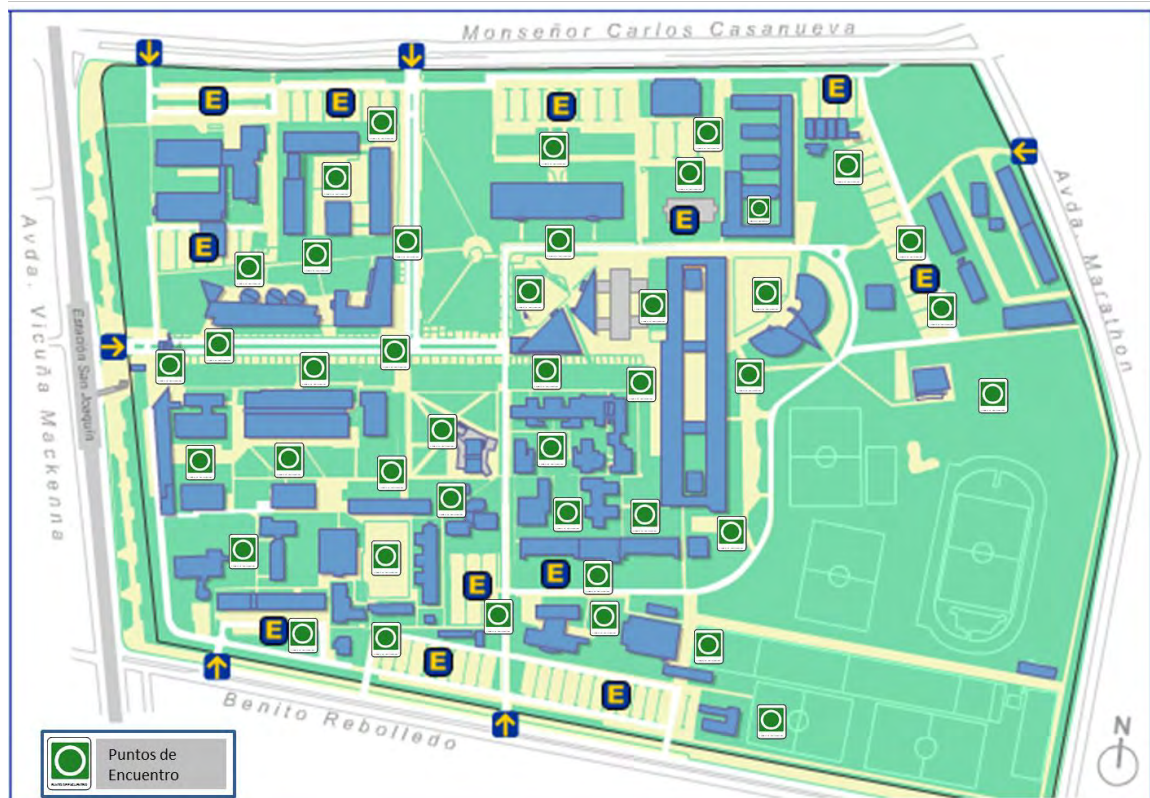 Monseñor Carlos Casanueva
E
E
E
E
E
E
E
Avda. Marathon
Avda. Vicuña Mackenna
Estación San Joaquín
E
E
E
E
E
Benito Rebolledo
N
Puntos de
Encuentro